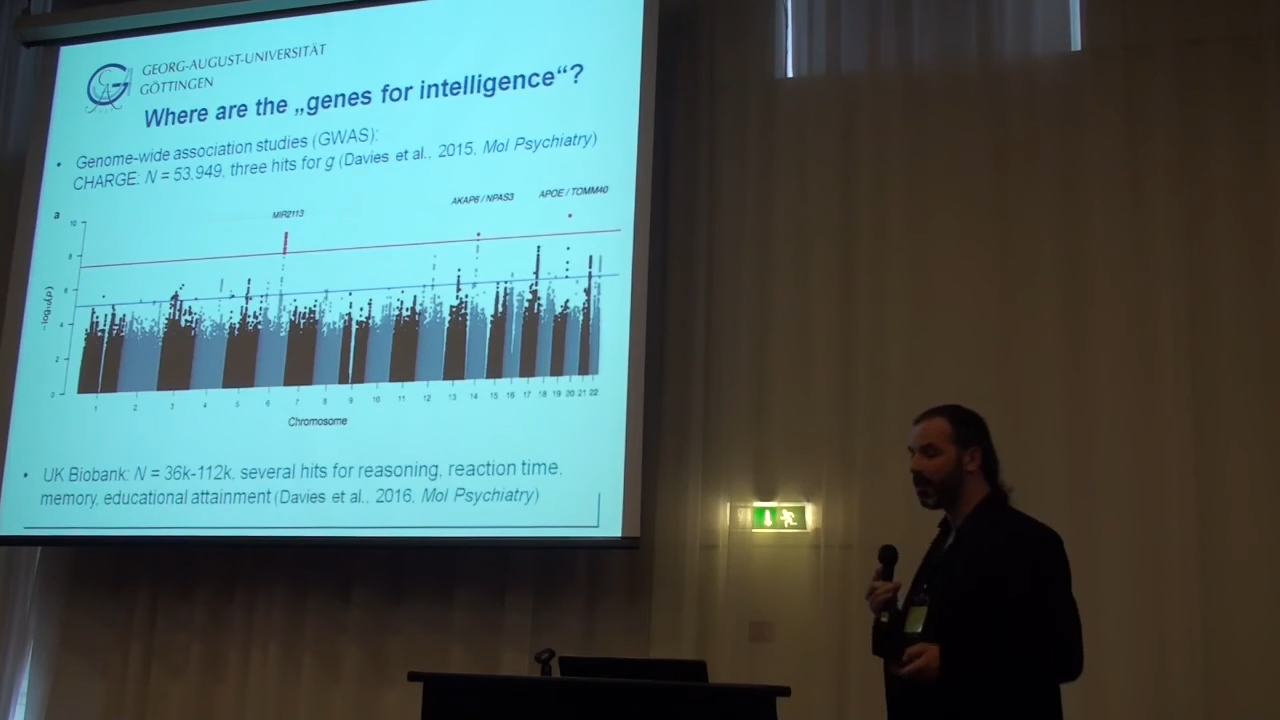 GEORG-AUGUST-UNIVERSITÄT
GÖTTINGEN
Where are the „genes for intelligence“?
• Genome-wide association studies (GWAS):
CHARGE: N = 53,949, three hits for g (Davies et al., 2015, Mol Psychiatry)
a
MIR2113
AKAP6 / NPAS3
APOE / TOMM40
10
8
6
4
2
0
−log₁₀(p)
1 2 3 4 5 6 7 8 9 10 11 12 13 14 15 16 17 18 19 20 21 22
Chromosome
• UK Biobank: N = 36k-112k, several hits for reasoning, reaction time,
memory, educational attainment (Davies et al., 2016, Mol Psychiatry)